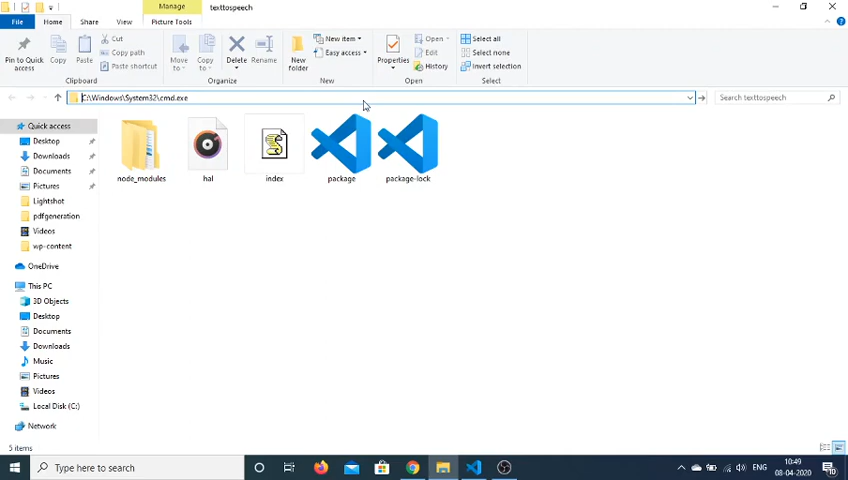 Manage
texttospeech
File
Home
Share
View
Picture Tools
Pin to Quick access
Copy
Paste
Cut
Copy path
Paste shortcut
Clipboard
Move to
Copy to
Delete
Rename
Organize
New folder
New item
Easy access
New
Properties
Open
Edit
History
Open
Select all
Select none
Invert selection
Select
C:\Windows\System32\cmd.exe
Search texttospeech
Quick access
Desktop
Downloads
Documents
Pictures
Lightshot
pdfgeneration
Videos
wp-content
OneDrive
This PC
3D Objects
Desktop
Documents
Downloads
Music
Pictures
Videos
Local Disk (C:)
Network
node_modules
hal
index
package
package-lock
5 items
Type here to search
ENG
10:49
08-04-2020
10